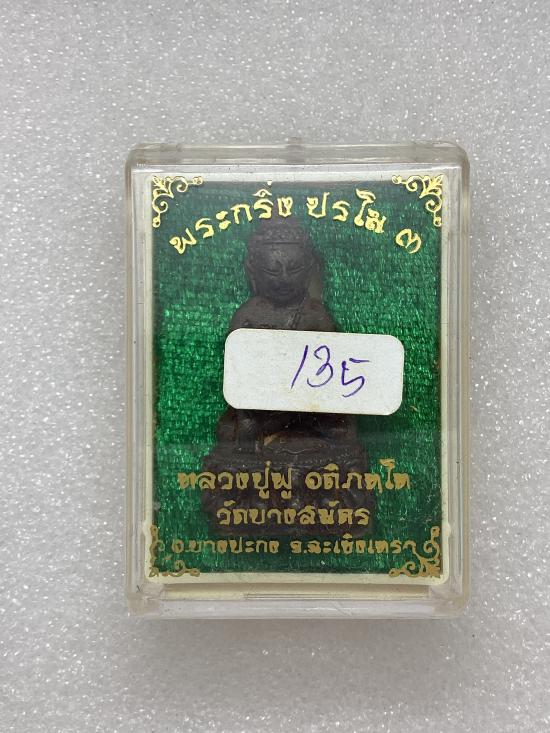 พระกริ่ง ปรโม ๓
135
หลวงปู่ฟู อติภทฺโท
วัดบางสมัคร
อ.บางปะกง จ.ฉะเชิงเทรา